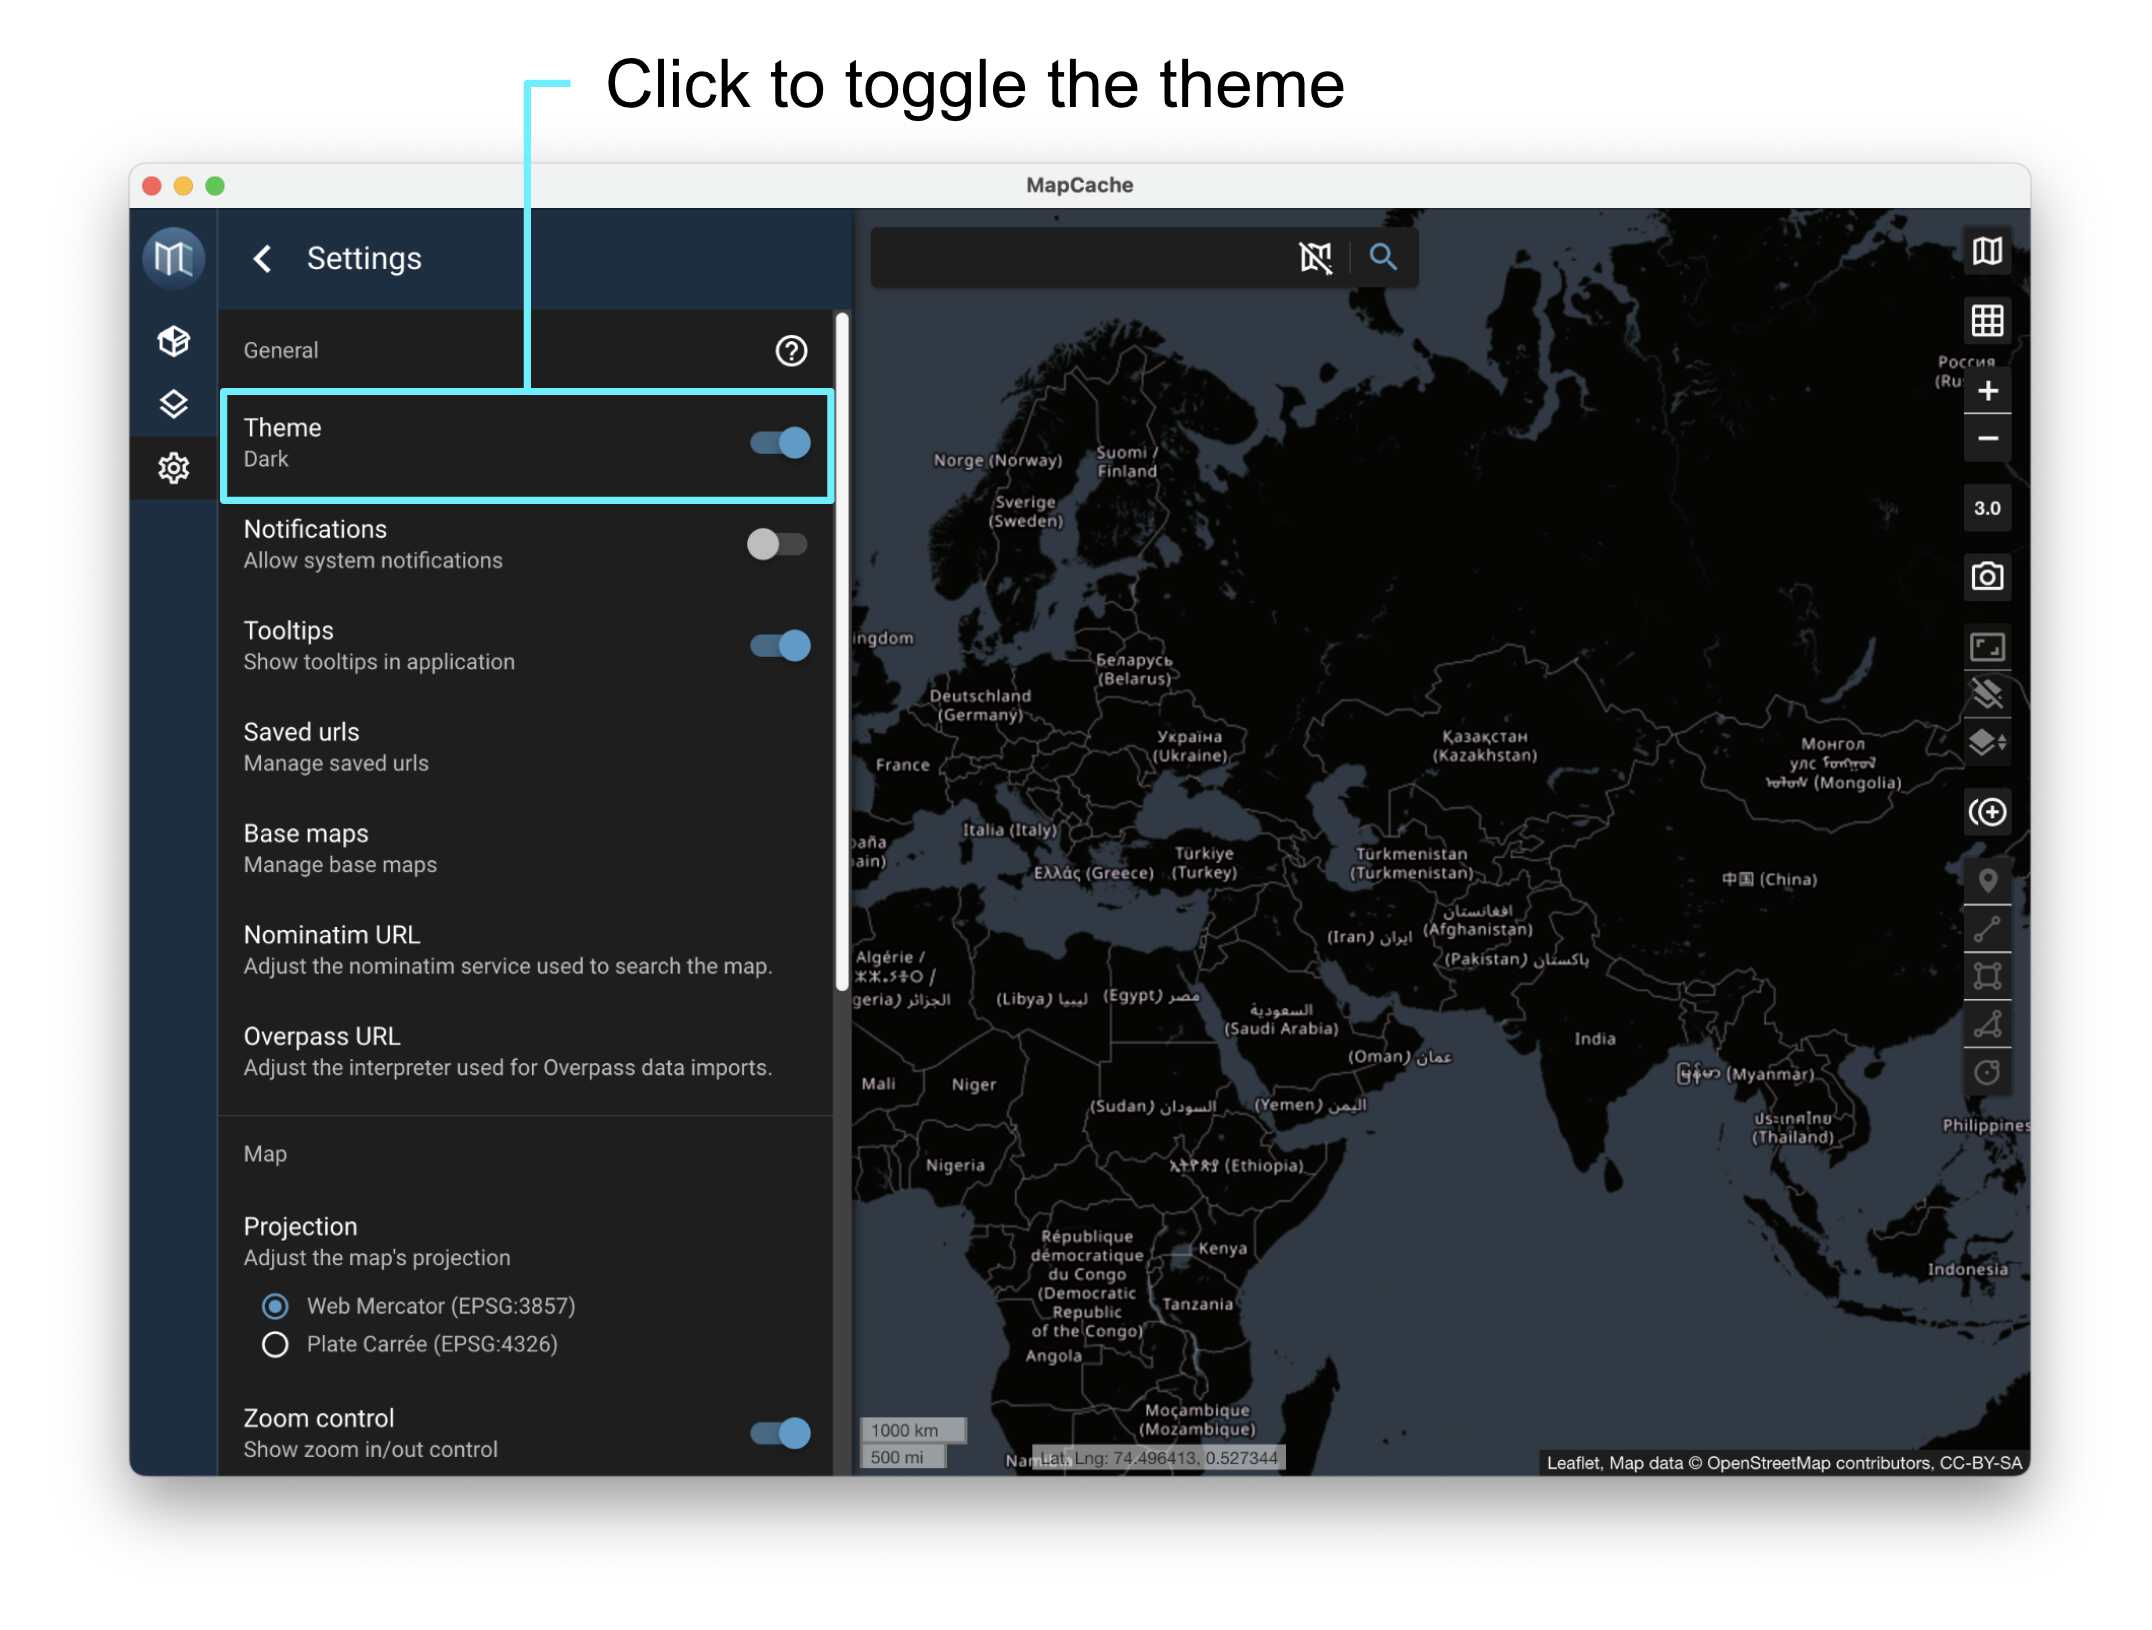 Click to toggle the theme
MapCache
Settings
General
Theme
Dark
Notifications
Allow system notifications
Tooltips
Show tooltips in application
Saved urls
Manage saved urls
Base maps
Manage base maps
Nominatim URL
Adjust the nominatim service used to search the map.
Overpass URL
Adjust the interpreter used for Overpass data imports.
Map
Projection
Adjust the map's projection
Web Mercator (EPSG:3857)
Plate Carrée (EPSG:4326)
Zoom control
Show zoom in/out control
Россия
(Ru
3.0
Norge (Norway)
Suomi /
Finland
Sverige
(Sweden)
ingdom
Беларусь
(Belarus)
Deutschland
(Germany)
Україна
(Ukraine)
France
Қазақстан
(Kazakhstan)
Монгол
улс
(Mongolia)
Italia (Italy)
aña
ain)
Ελλάς (Greece)
Türkiye
(Turkey)
Türkmenistan
(Turkmenistan)
中国 (China)
افغانستان
(Afghanistan)
ایران (Iran)
پاکستان (Pakistan)
Algérie /
ⵍⵣⵣⴰⵢⴻⵔ /
الجزائر (geria
ليبيا (Libya)
مصر (Egypt)
السعودية
(Saudi Arabia)
India
عمان (Oman)
Mali
Niger
မြန်မာ (Myanmar)
السودان (Sudan)
اليمن (Yemen)
ประเทศไทย
(Thailand)
Philippines
Nigeria
ኢትዮጵያ (Ethiopia)
République
démocratique
du Congo
(Democratic
Republic
of the Congo)
Kenya
Indonesia
Tanzania
Angola
Moçambique
(Mozambique)
1000 km
500 mi
Lat, Lng: 74.496413, 0.527344
Leaflet, Map data © OpenStreetMap contributors, CC-BY-SA